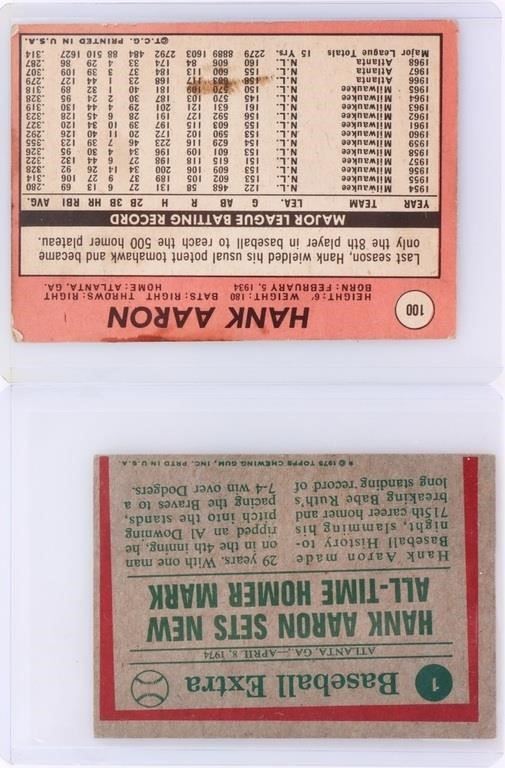 1
Baseball Extra
ATLANTA, GA.,—APRIL 8, 1974
HANK AARON SETS NEW
ALL-TIME HOMER MARK
Hank Aaron made
Baseball History to-
night, slamming his
715th career homer and
breaking Babe Ruth's
long standing record of
29 years. With one man
on in the 4th inning, he
ripped an Al Downing
pitch into the stands,
pacing the Braves to a
7-4 win over Dodgers.
® © 1975 TOPPS CHEWING GUM, INC. PRTD IN U.S.A.
100
HANK AARON
HEIGHT: 6' WEIGHT: 180 BATS: RIGHT THROWS: RIGHT
BORN: FEBRUARY 5, 1934 HOME: ATLANTA, GA.
Last season, Hank wielded his usual potent tomahawk and became
only the 8th player in baseball to reach the 500 homer plateau.
MAJOR LEAGUE BATTING RECORD
YEAR TEAM LEA. G AB R H 2B 3B HR RBI AVG.
1954 Milwaukee N.L. 122 468 58 131 27 6 13 69 .280
1955 Milwaukee N.L. 153 602 105 189 37 9 27 106 .314
1956 Milwaukee N.L. 153 609 106 200 34 14 26 92 .328
1957 Milwaukee N.L. 151 615 118 198 27 6 44 132 .322
1958 Milwaukee N.L. 153 601 109 196 34 4 30 95 .326
1959 Milwaukee N.L. 154 629 116 223 46 7 39 123 .355
1960 Milwaukee N.L. 153 590 102 172 20 11 40 126 .292
1961 Milwaukee N.L. 155 603 115 197 39 10 34 120 .327
1962 Milwaukee N.L. 156 592 127 191 28 6 45 128 .323
1963 Milwaukee N.L. 161 631 121 201 29 4 44 130 .319
1964 Milwaukee N.L. 145 570 103 187 30 2 24 95 .328
1965 Milwaukee N.L. 150 570 109 181 40 1 32 89 .318
1966 Atlanta N.L. 158 603 117 168 23 1 44 127 .279
1967 Atlanta N.L. 155 600 113 184 37 3 39 109 .307
1968 Atlanta N.L. 160 606 84 174 33 4 29 86 .287
Major League Totals 15 Yrs. 2279 8889 1603 2792 484 88 510 1627 .314
©T.C.G. PRINTED IN U.S.A.